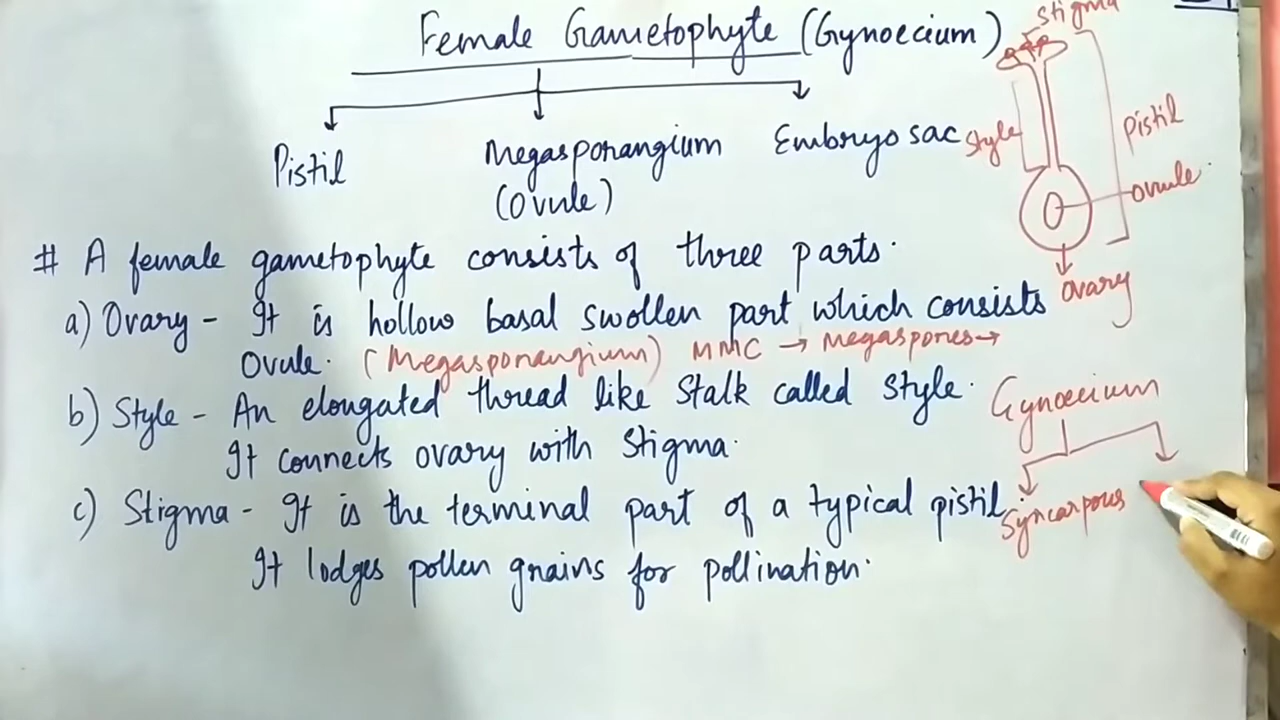 Female Gametophyte (Gynoecium)
stigma
Pistil
Megasporangium
(Ovule)
Embryo sac
style
pistil
ovule
ovary
# A female gametophyte consists of three parts.
a) Ovary - It is hollow basal swollen part which consists
Ovule. (Megasporangium) MMC → megaspores →
b) Style - An elongated thread like stalk called style.
It connects ovary with stigma.
c) Stigma - It is the terminal part of a typical pistil.
It lodges pollen grains for pollination.
Gynoecium
Syncarpous